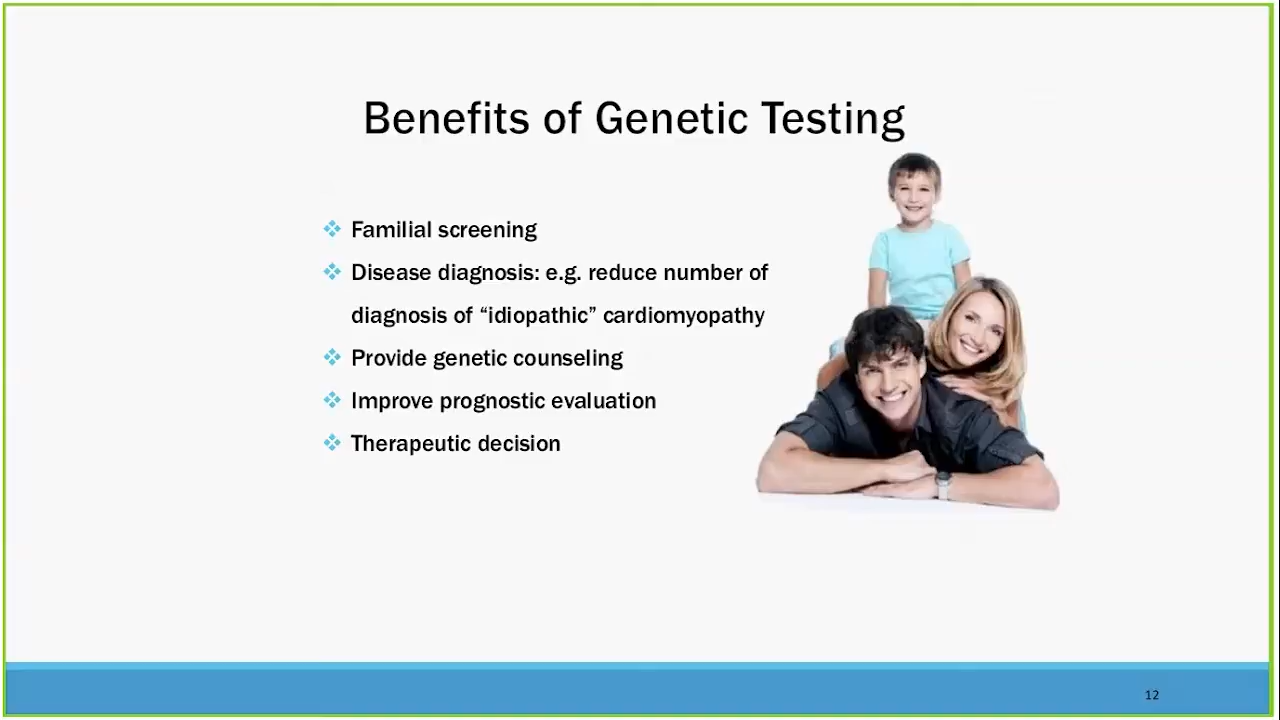 Benefits of Genetic Testing
Familial screening
Disease diagnosis: e.g. reduce number of
diagnosis of “idiopathic” cardiomyopathy
Provide genetic counseling
Improve prognostic evaluation
Therapeutic decision
12